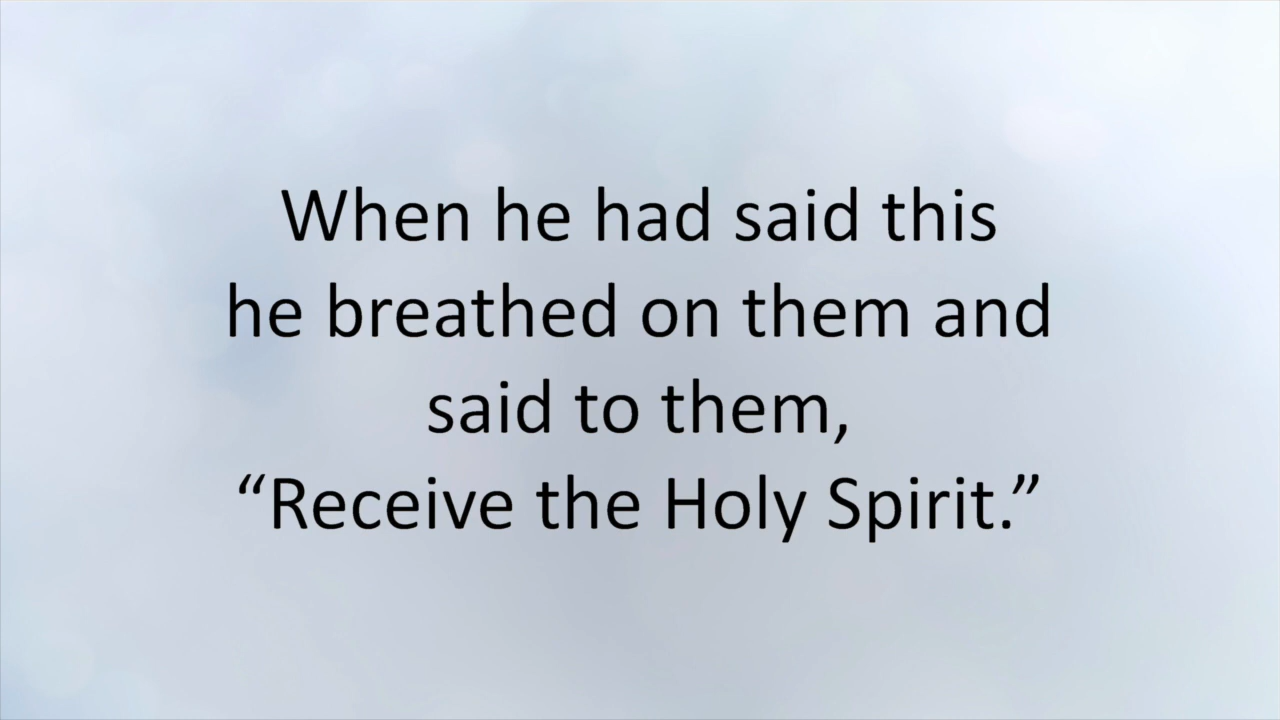 When he had said this
he breathed on them and
said to them,
“Receive the Holy Spirit.”